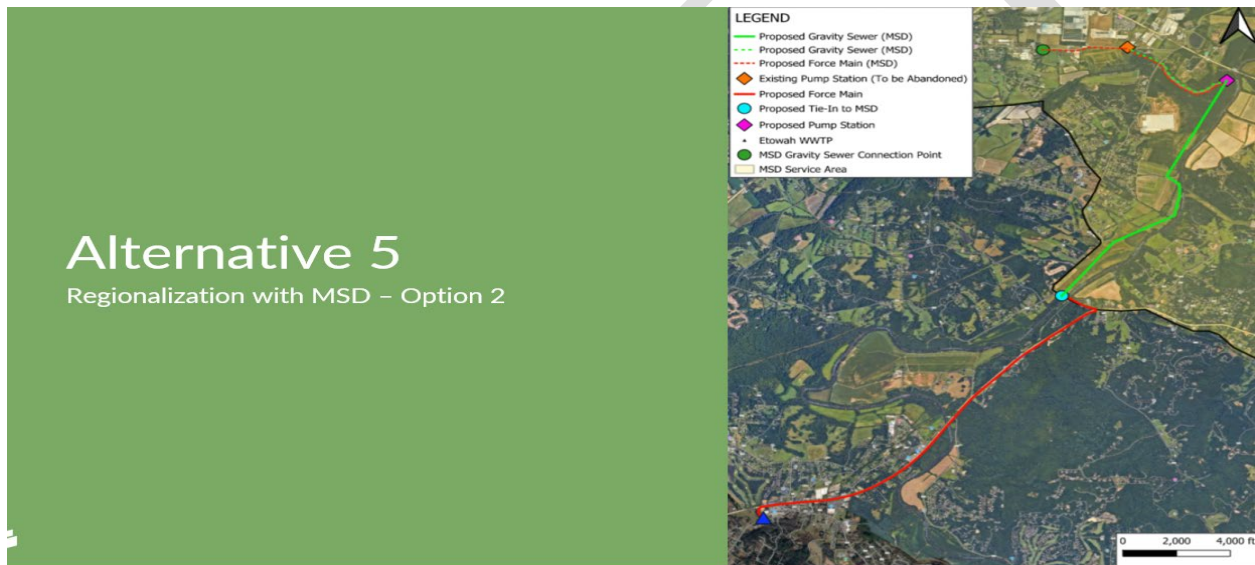 Alternative 5
Regionalization with MSD – Option 2
LEGEND
Proposed Gravity Sewer (MSD)
Proposed Gravity Sewer (MSD)
Proposed Force Main (MSD)
Existing Pump Station (To be Abandoned)
Proposed Force Main
Proposed Tie-In to MSD
Proposed Pump Station
Etowah WWTP
MSD Gravity Sewer Connection Point
MSD Service Area
0 2,000 4,000 ft